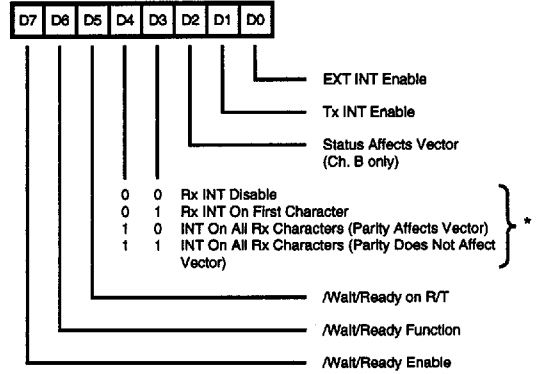 D7 D6 D5 D4 D3 D2 D1 D0
EXT INT Enable
Tx INT Enable
Status Affects Vector
(Ch. B only)
0 0 Rx INT Disable
0 1 Rx INT On First Character
1 0 INT On All Rx Characters (Parity Affects Vector)
1 1 INT On All Rx Characters (Parity Does Not Affect
Vector)
*
/Wait/Ready on R/T
/Wait/Ready Function
/Wait/Ready Enable